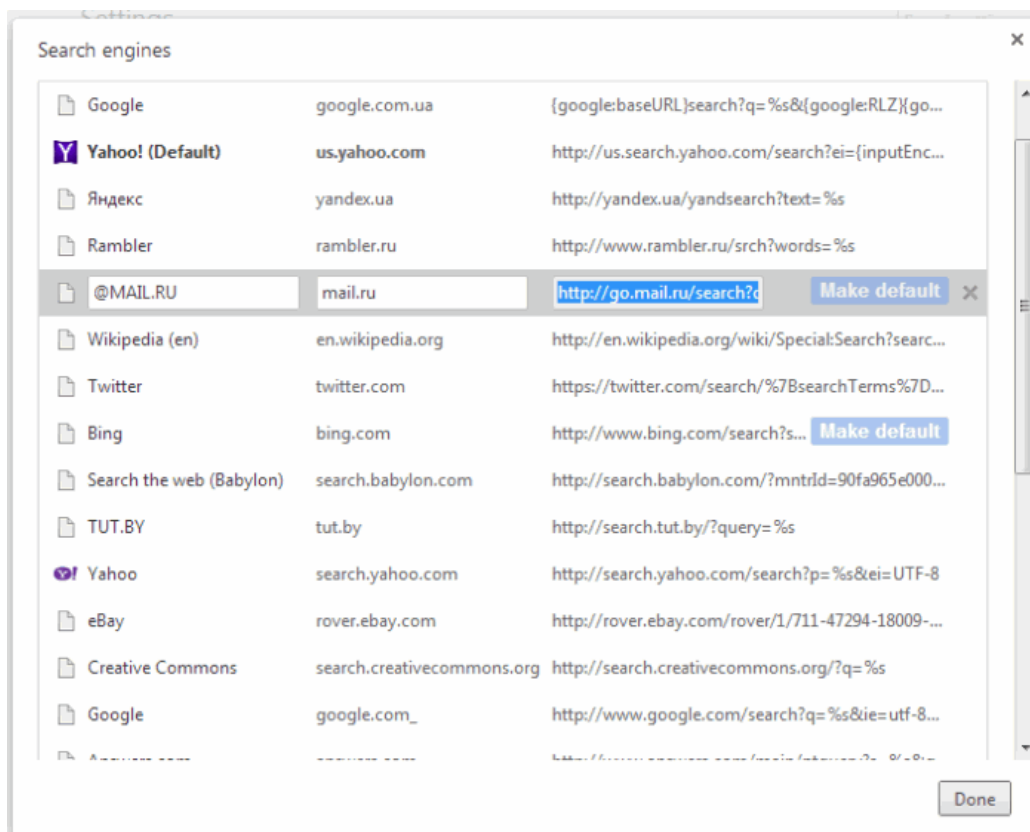 Settings
Search engines
Google google.com.ua {google:baseURL}search?q=%s&{google:RLZ}{go...
Yahoo! (Default) us.yahoo.com http://us.search.yahoo.com/search?ei={inputEnc...
Яндекс yandex.ua http://yandex.ua/yandsearch?text=%s
Rambler rambler.ru http://www.rambler.ru/srch?words=%s
@MAIL.RU mail.ru http://go.mail.ru/search?q Make default
Wikipedia (en) en.wikipedia.org http://en.wikipedia.org/wiki/Special:Search?searc...
Twitter twitter.com https://twitter.com/search/%7BsearchTerms%7D...
Bing bing.com http://www.bing.com/search?s... Make default
Search the web (Babylon) search.babylon.com http://search.babylon.com/?mntrId=90fa965e000...
TUT.BY tut.by http://search.tut.by/?query=%s
Yahoo search.yahoo.com http://search.yahoo.com/search?p=%s&ei=UTF-8
eBay rover.ebay.com http://rover.ebay.com/rover/1/711-47294-18009-...
Creative Commons search.creativecommons.org http://search.creativecommons.org/?q=%s
Google google.com_ http://www.google.com/search?q=%s&ie=utf-8...
Answers.com answers.com
Done